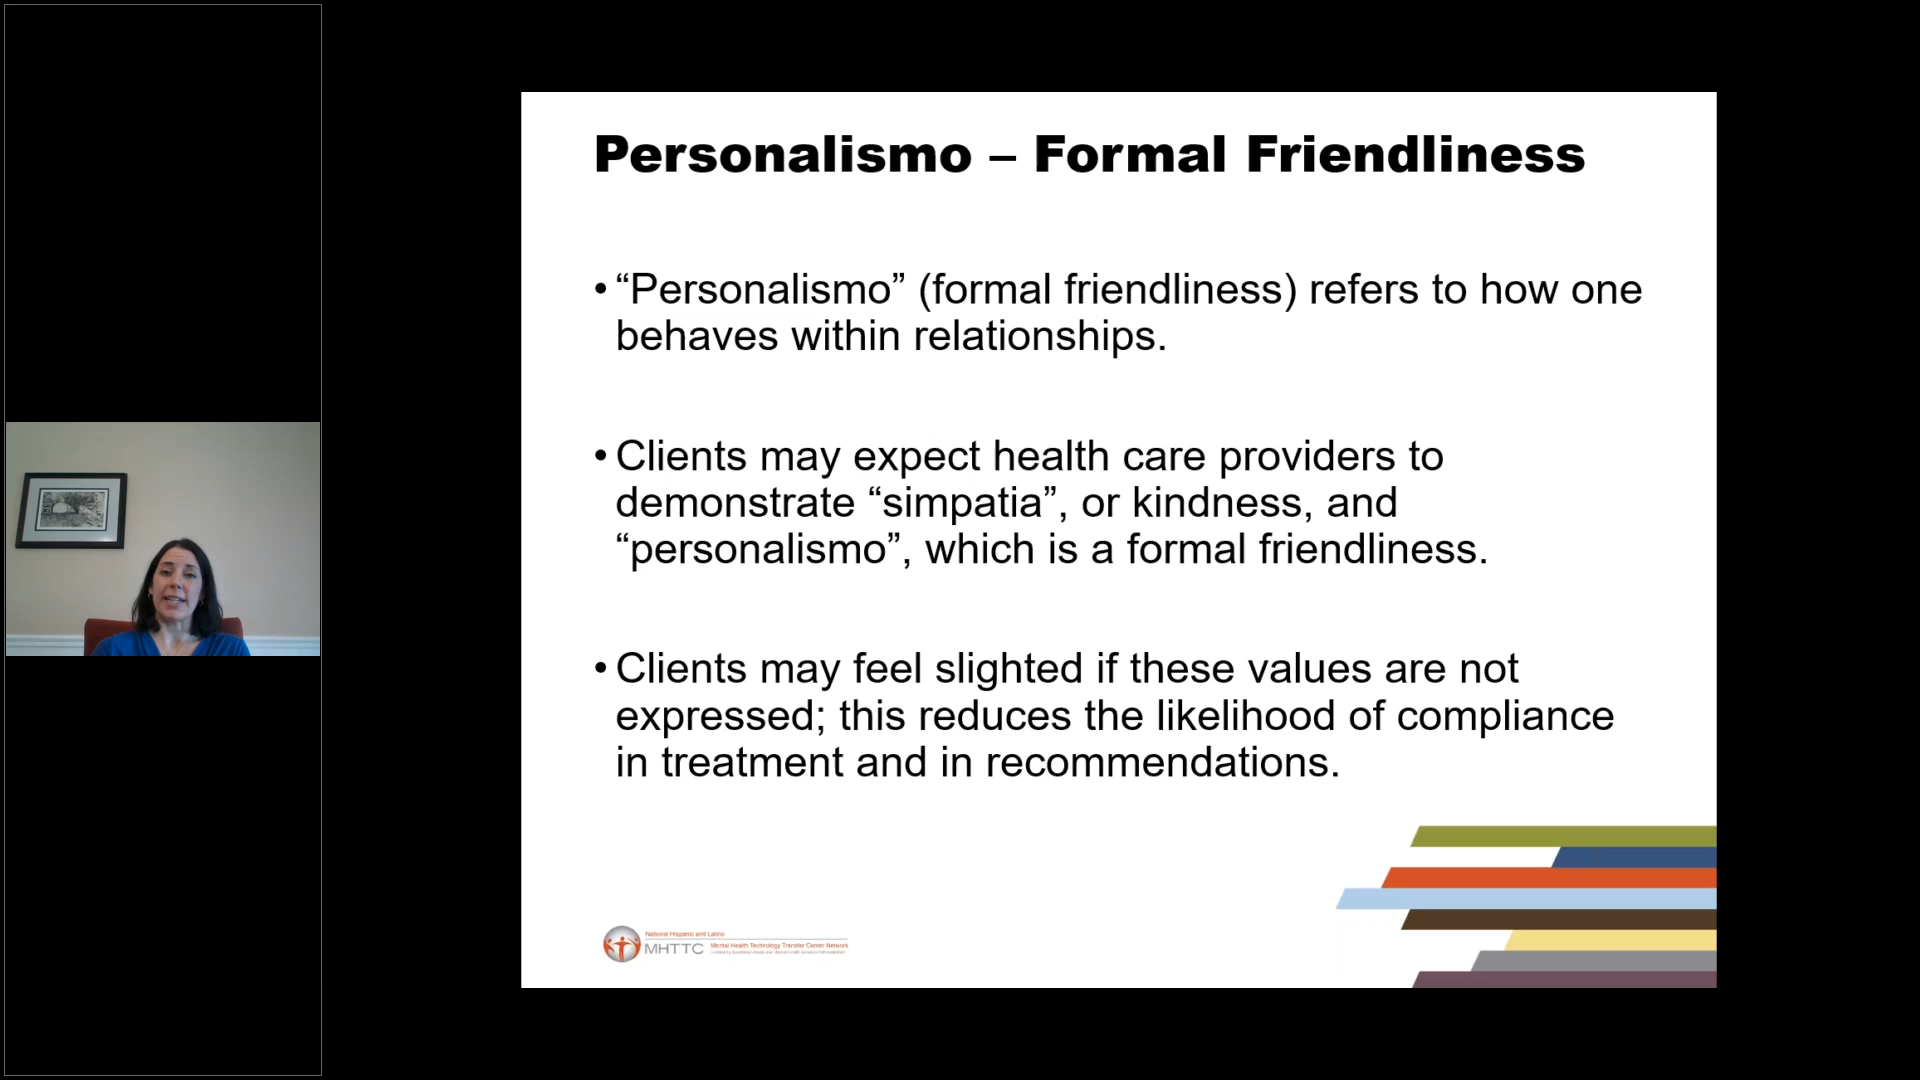 Personalismo – Formal Friendliness
• “Personalismo” (formal friendliness) refers to how one
behaves within relationships.
• Clients may expect health care providers to
demonstrate “simpatia”, or kindness, and
“personalismo”, which is a formal friendliness.
• Clients may feel slighted if these values are not
expressed; this reduces the likelihood of compliance
in treatment and in recommendations.
National Hispanic and Latino
MHTTC
Mental Health Technology Transfer Center Network